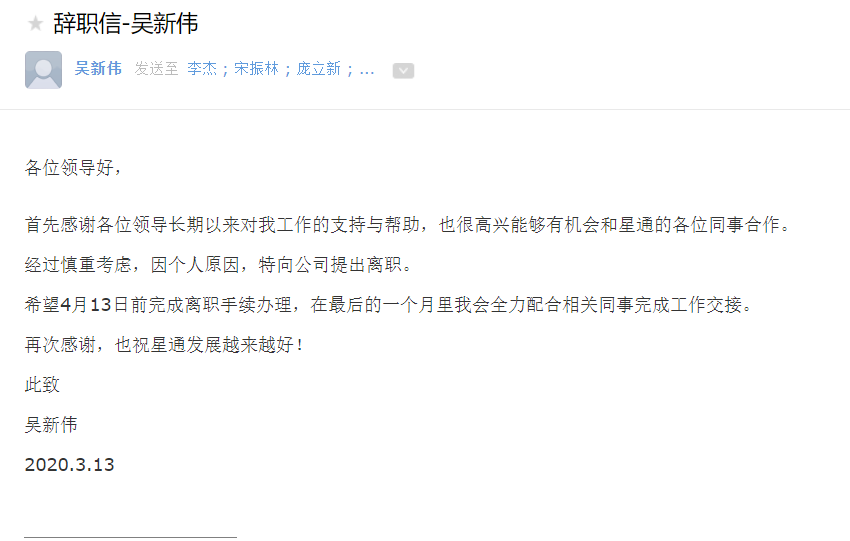 辞职信-吴新伟
吴新伟 发送至 李杰 ; 宋振林 ; 庞立新 ; ...
各位领导好，
首先感谢各位领导长期以来对我工作的支持与帮助，也很高兴能够有机会和星通的各位同事合作。
经过慎重考虑，因个人原因，特向公司提出离职。
希望4月13日前完成离职手续办理，在最后的一个月里我会全力配合相关同事完成工作交接。
再次感谢，也祝星通发展越来越好！
此致
吴新伟
2020.3.13